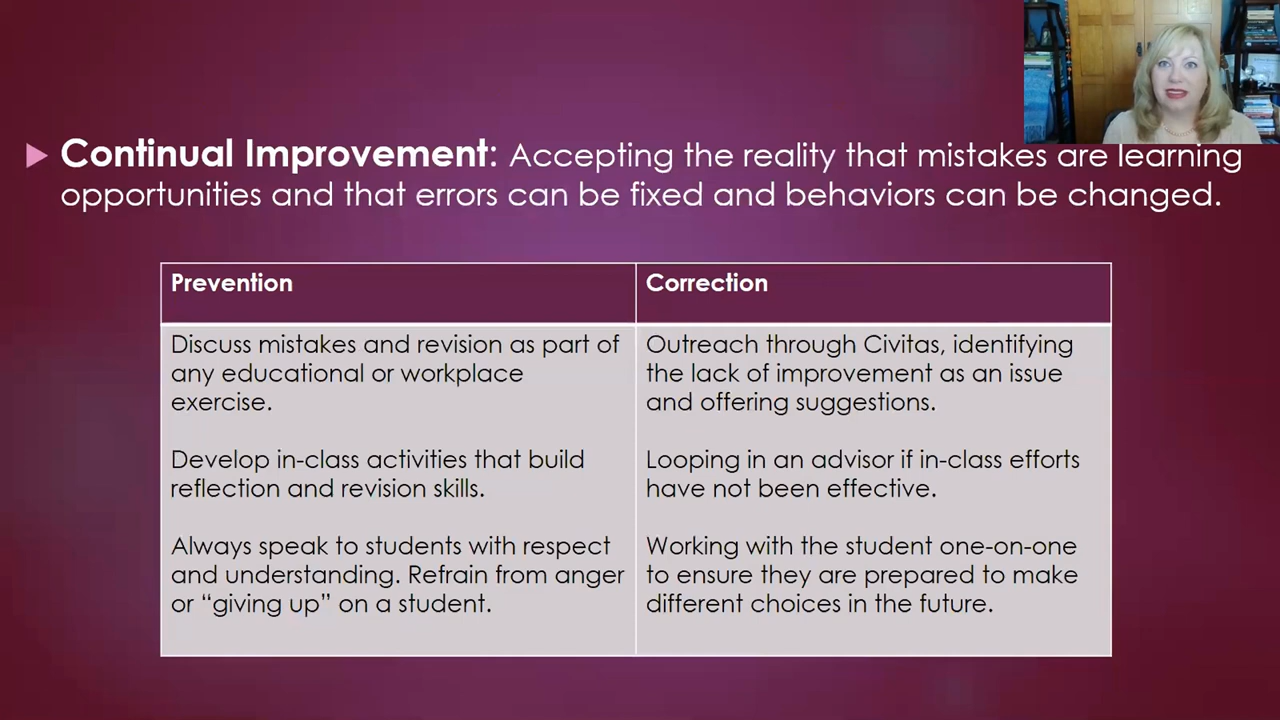 Continual Improvement: Accepting the reality that mistakes are learning
opportunities and that errors can be fixed and behaviors can be changed.
Prevention
Correction
Discuss mistakes and revision as part of
any educational or workplace
exercise.
Develop in-class activities that build
reflection and revision skills.
Always speak to students with respect
and understanding. Refrain from anger
or “giving up” on a student.
Outreach through Civitas, identifying
the lack of improvement as an issue
and offering suggestions.
Looping in an advisor if in-class efforts
have not been effective.
Working with the student one-on-one
to ensure they are prepared to make
different choices in the future.